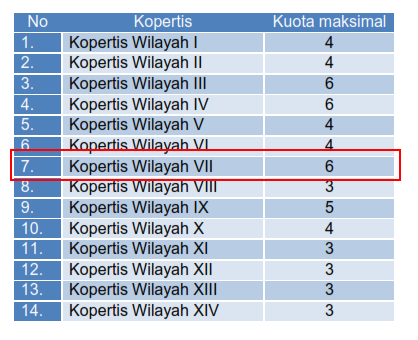 No Kopertis Kuota maksimal
1. Kopertis Wilayah I 4
2. Kopertis Wilayah II 4
3. Kopertis Wilayah III 6
4. Kopertis Wilayah IV 6
5. Kopertis Wilayah V 4
6. Kopertis Wilayah VI 4
7. Kopertis Wilayah VII 6
8. Kopertis Wilayah VIII 3
9. Kopertis Wilayah IX 5
10. Kopertis Wilayah X 4
11. Kopertis Wilayah XI 3
12. Kopertis Wilayah XII 3
13. Kopertis Wilayah XIII 3
14. Kopertis Wilayah XIV 3